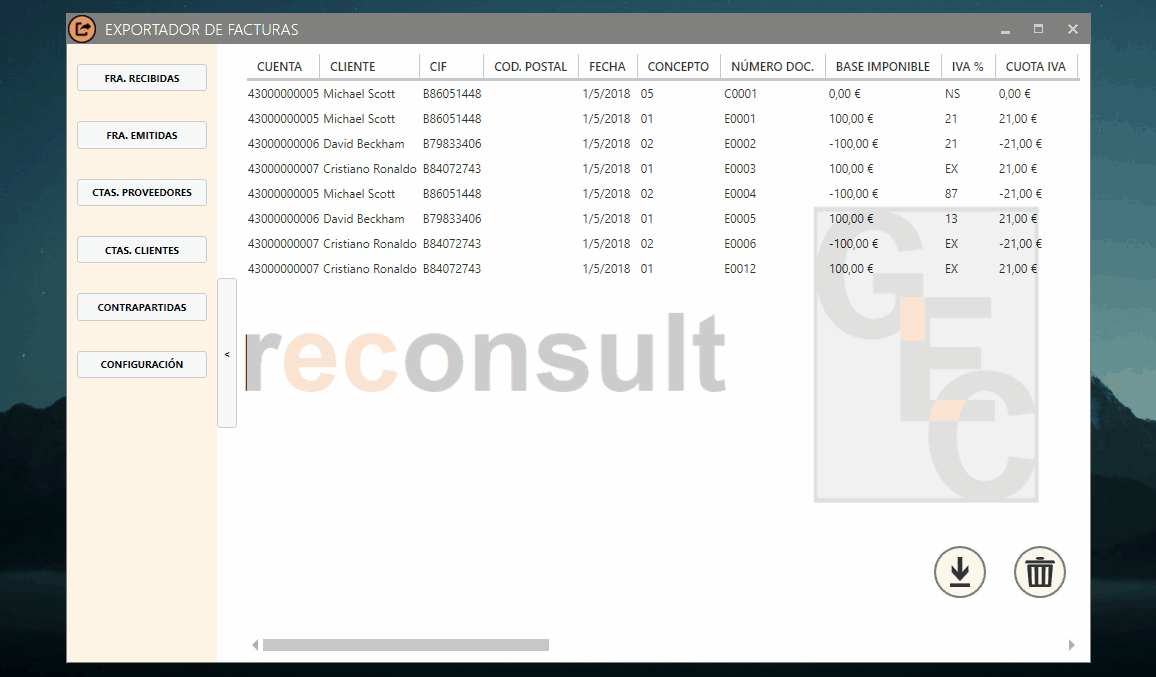 EXPORTADOR DE FACTURAS
FRA. RECIBIDAS
FRA. EMITIDAS
CTAS. PROVEEDORES
CTAS. CLIENTES
CONTRAPARTIDAS
CONFIGURACIÓN
<
CUENTA CLIENTE CIF COD. POSTAL FECHA CONCEPTO NÚMERO DOC. BASE IMPONIBLE IVA % CUOTA IVA
43000000005 Michael Scott B86051448 1/5/2018 05 C0001 0,00 € NS 0,00 €
43000000005 Michael Scott B86051448 1/5/2018 01 E0001 100,00 € 21 21,00 €
43000000006 David Beckham B79833406 1/5/2018 02 E0002 -100,00 € 21 -21,00 €
43000000007 Cristiano Ronaldo B84072743 1/5/2018 01 E0003 100,00 € EX 21,00 €
43000000005 Michael Scott B86051448 1/5/2018 02 E0004 -100,00 € 87 -21,00 €
43000000006 David Beckham B79833406 1/5/2018 01 E0005 100,00 € 13 21,00 €
43000000007 Cristiano Ronaldo B84072743 1/5/2018 02 E0006 -100,00 € EX -21,00 €
43000000007 Cristiano Ronaldo B84072743 1/5/2018 01 E0012 100,00 € EX 21,00 €
reconsult
GEC